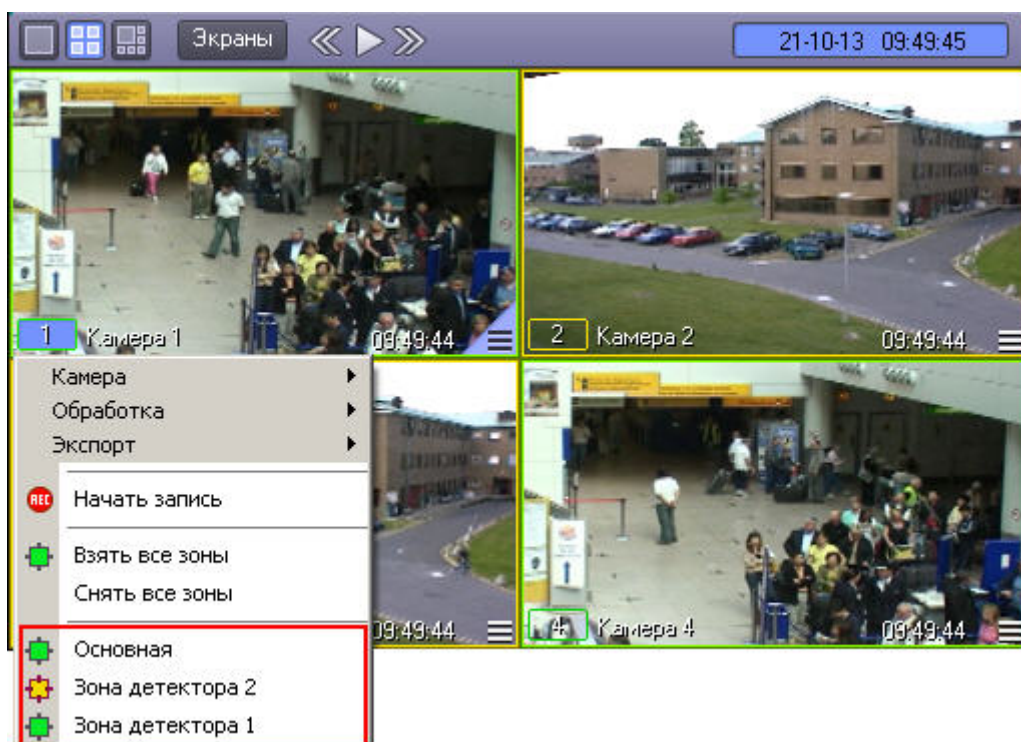 Экраны
21-10-13 09:49:45
1 Камера 1 09:49:44
2 Камера 2 09:49:44
Камера
Обработка
Экспорт
REC Начать запись
Взять все зоны
Снять все зоны
09:49:44
4 Камера 4 09:49:44
Основная
Зона детектора 2
Зона детектора 1